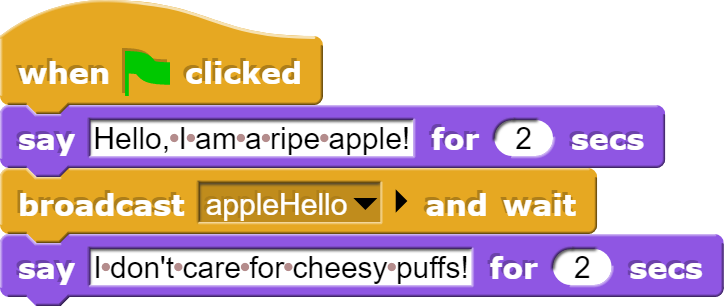 when clicked
say Hello, I am a ripe apple! for 2 secs
broadcast appleHello and wait
say I don't care for cheesy puffs! for 2 secs